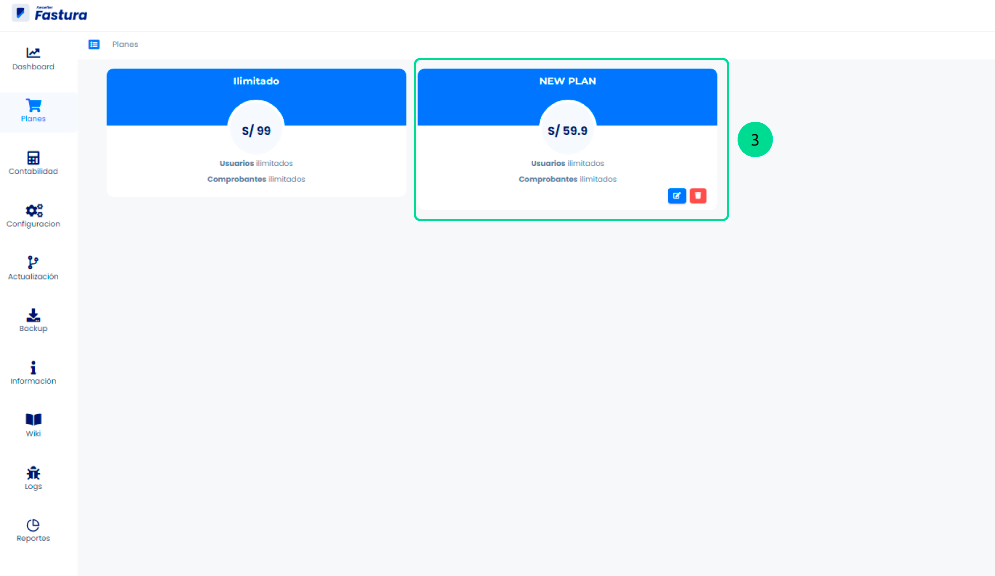 Fastura
Planes
Dashboard
Planes
Contabilidad
Configuracion
Actualización
Backup
Información
Wiki
Logs
Reportes
Ilimitado
S/ 99
Usuarios ilimitados
Comprobantes ilimitados
NEW PLAN
S/ 59.9
Usuarios ilimitados
Comprobantes ilimitados
3